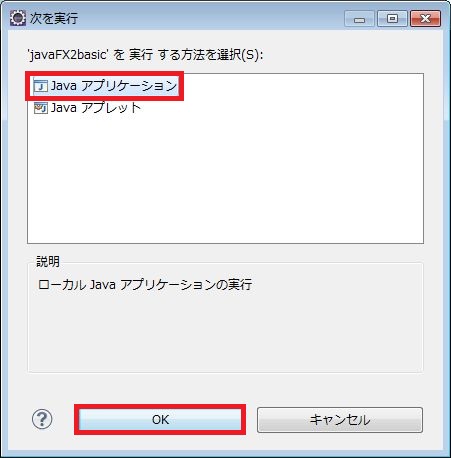 次を実行
'javaFX2basic' を 実行 する方法を選択(S):
Java アプリケーション
Java アプレット
説明
ローカル Java アプリケーションの実行
?
OK
キャンセル